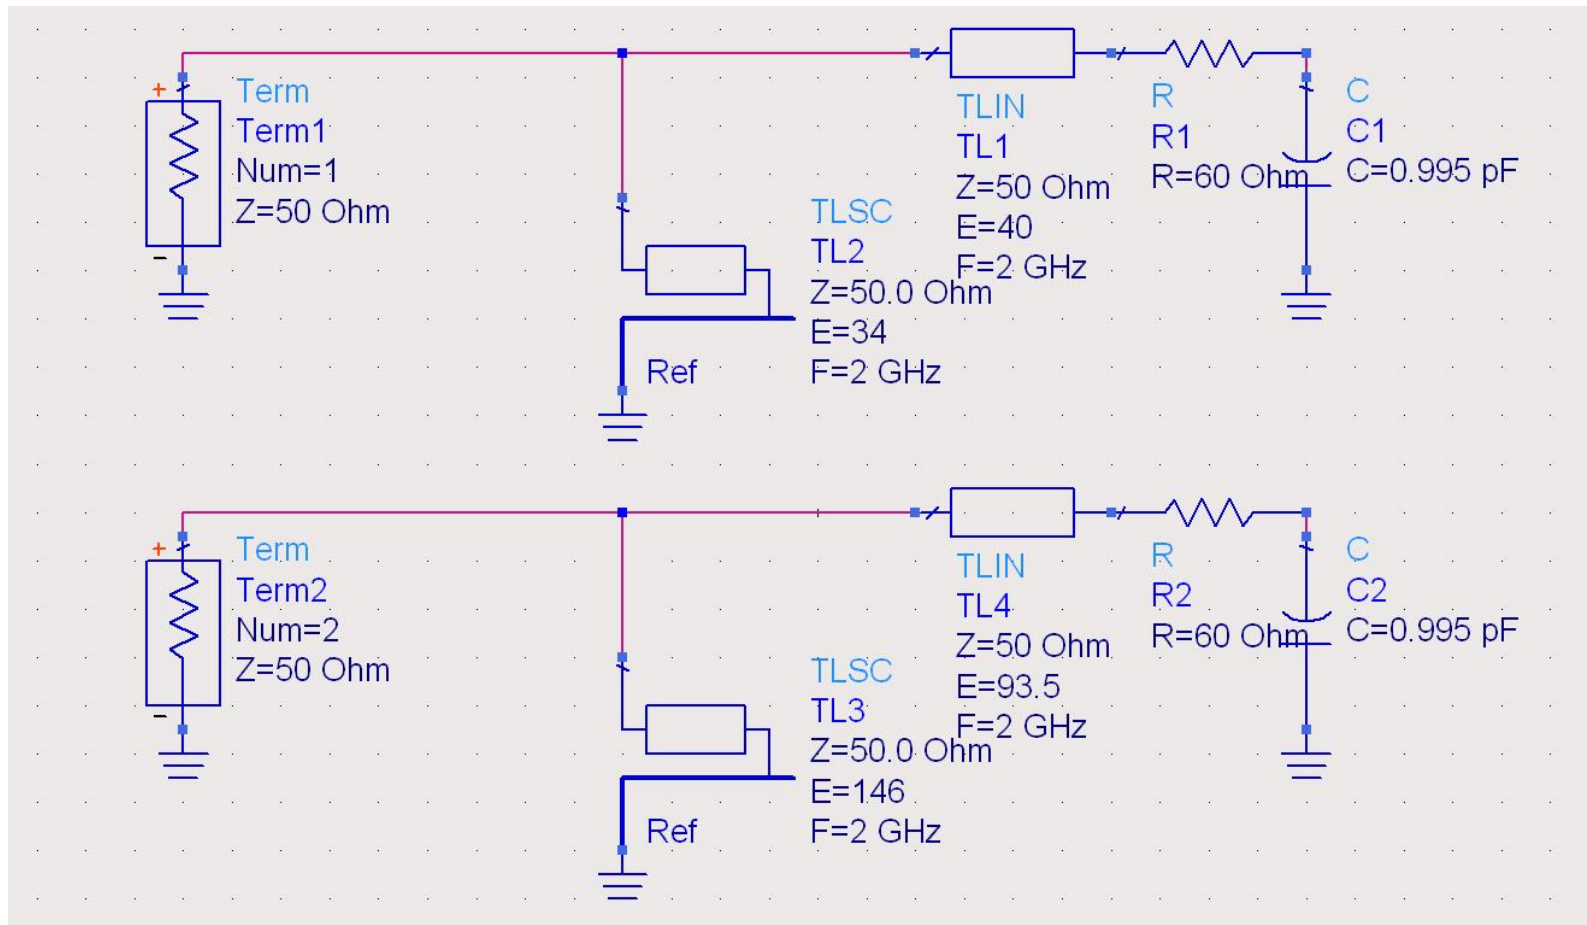 +
Term
Term1
Num=1
Z=50 Ohm
-
TLSC
TL2
Z=50.0 Ohm
E=34
F=2 GHz
Ref
TLIN
TL1
Z=50 Ohm
E=40
F=2 GHz
R
R1
R=60 Ohm
C
C1
C=0.995 pF
+
Term
Term2
Num=2
Z=50 Ohm
-
TLSC
TL3
Z=50.0 Ohm
E=146
F=2 GHz
Ref
TLIN
TL4
Z=50 Ohm
E=93.5
F=2 GHz
R
R2
R=60 Ohm
C
C2
C=0.995 pF